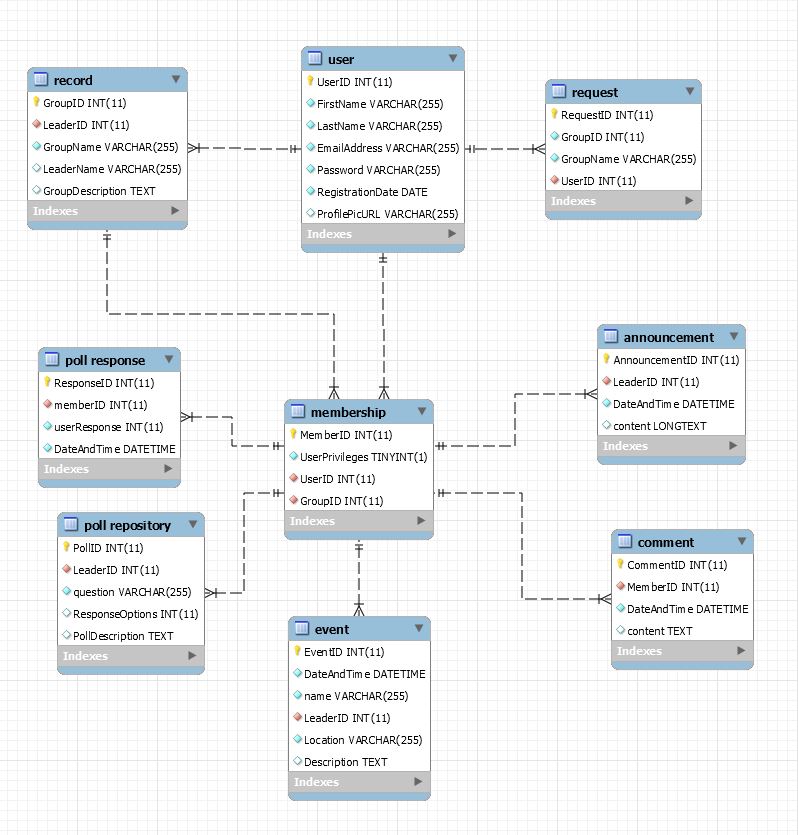 record
GroupID INT(11)
LeaderID INT(11)
GroupName VARCHAR(255)
LeaderName VARCHAR(255)
GroupDescription TEXT
Indexes
user
UserID INT(11)
FirstName VARCHAR(255)
LastName VARCHAR(255)
EmailAddress VARCHAR(255)
Password VARCHAR(255)
RegistrationDate DATE
ProfilePicURL VARCHAR(255)
Indexes
request
RequestID INT(11)
GroupID INT(11)
GroupName VARCHAR(255)
UserID INT(11)
Indexes
poll response
ResponseID INT(11)
memberID INT(11)
userResponse INT(11)
DateAndTime DATETIME
Indexes
membership
MemberID INT(11)
UserPrivileges TINYINT(1)
UserID INT(11)
GroupID INT(11)
Indexes
announcement
AnnouncementID INT(11)
LeaderID INT(11)
DateAndTime DATETIME
content LONGTEXT
Indexes
poll repository
PollID INT(11)
LeaderID INT(11)
question VARCHAR(255)
ResponseOptions INT(11)
PollDescription TEXT
Indexes
comment
CommentID INT(11)
MemberID INT(11)
DateAndTime DATETIME
content TEXT
Indexes
event
EventID INT(11)
DateAndTime DATETIME
name VARCHAR(255)
LeaderID INT(11)
Location VARCHAR(255)
Description TEXT
Indexes